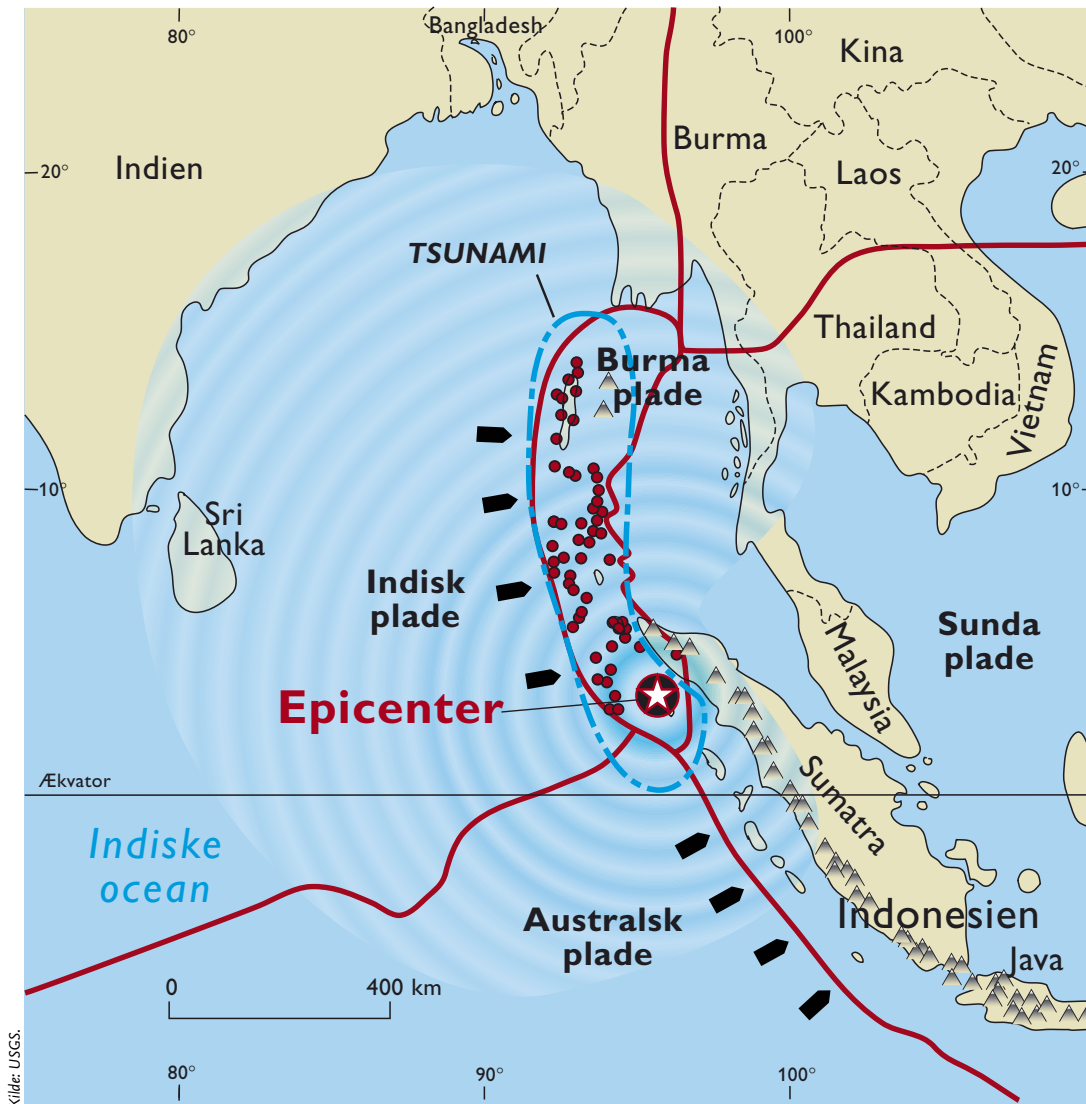 80°
Bangladesh
100°
Kina
Burma
Indien
20°
Laos
20°
TSUNAMI
Thailand
Burma
plade
Kambodia
Vietnam
10°
10°
Sri
Lanka
Indisk
plade
Malaysia
Sunda
plade
Epicenter
Ækvator
Sumatra
Indiske
ocean
Indonesien
Australsk
plade
Java
0
400 km
Kilde: USGS.
80°
90°
100°